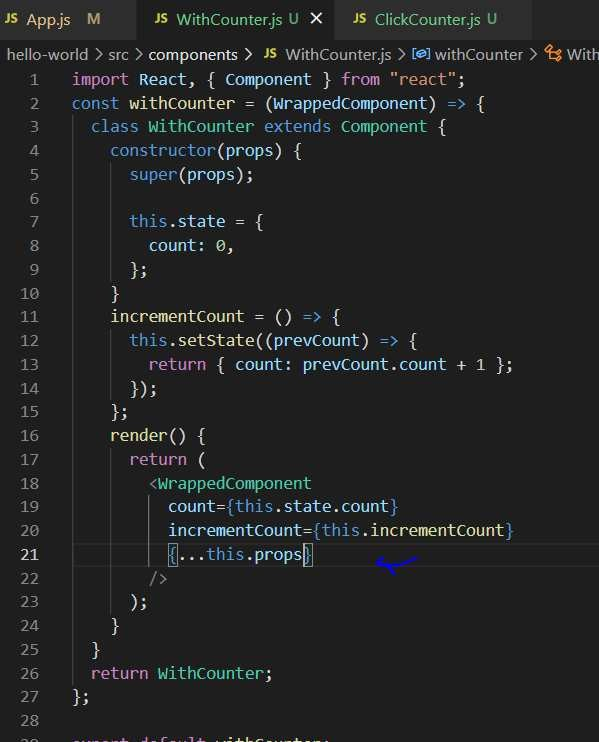 JS App.js M JS WithCounter.js U × JS ClickCounter.js U
hello-world > src > components > JS WithCounter.js > withCounter > With
1 import React, { Component } from "react";
2 const withCounter = (WrappedComponent) => {
3 class WithCounter extends Component {
4 constructor(props) {
5 super(props);
6
7 this.state = {
8 count: 0,
9 };
10 }
11 incrementCount = () => {
12 this.setState((prevCount) => {
13 return { count: prevCount.count + 1 };
14 });
15 };
16 render() {
17 return (
18 <WrappedComponent
19 count={this.state.count}
20 incrementCount={this.incrementCount}
21 {...this.props}
22 />
23 );
24 }
25 }
26 return WithCounter;
27 };
28
29 export default withCounter;